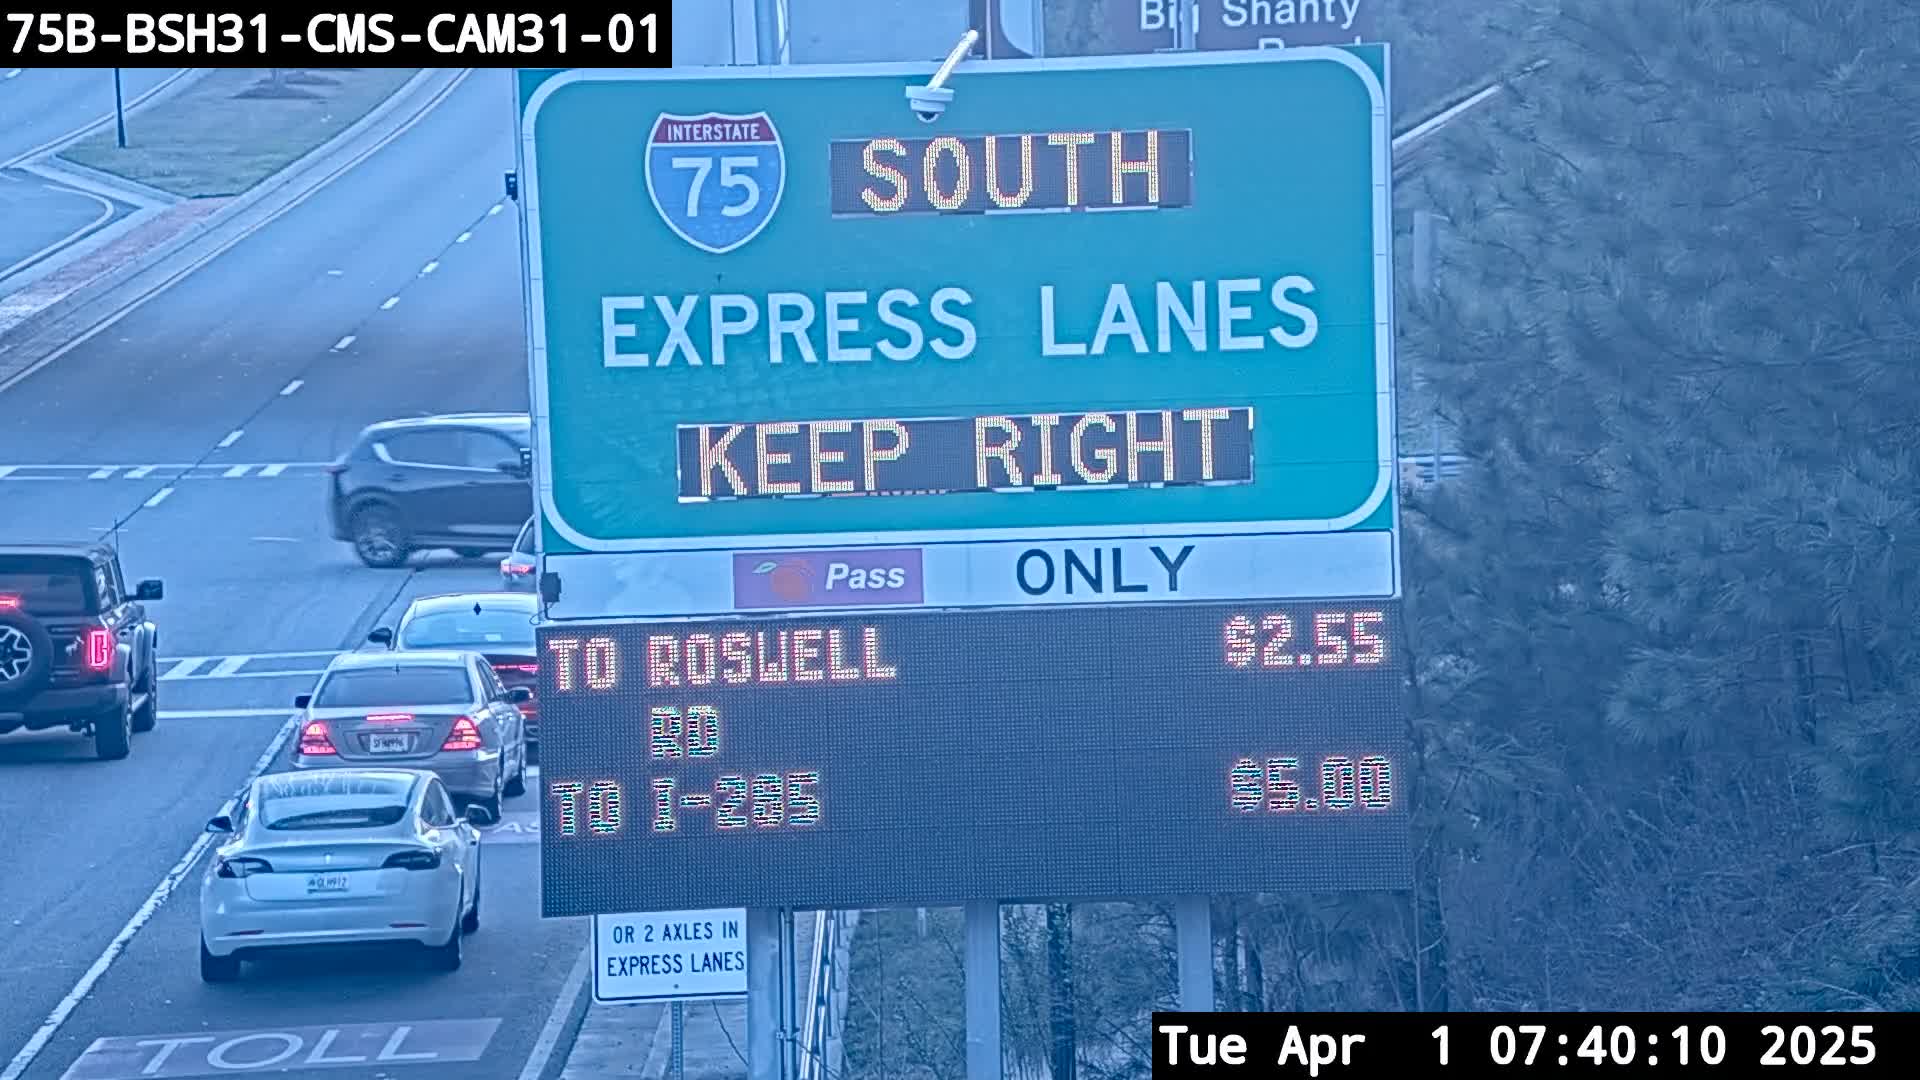 75B-BSH31-CMS-CAM31-01
Big Shanty
INTERSTATE
75
SOUTH
EXPRESS LANES
KEEP RIGHT
Pass ONLY
TO ROSWELL $2.55
RD
TO I-285 $5.00
OR 2 AXLES IN
EXPRESS LANES
TOLL
Tue Apr 1 07:40:10 2025